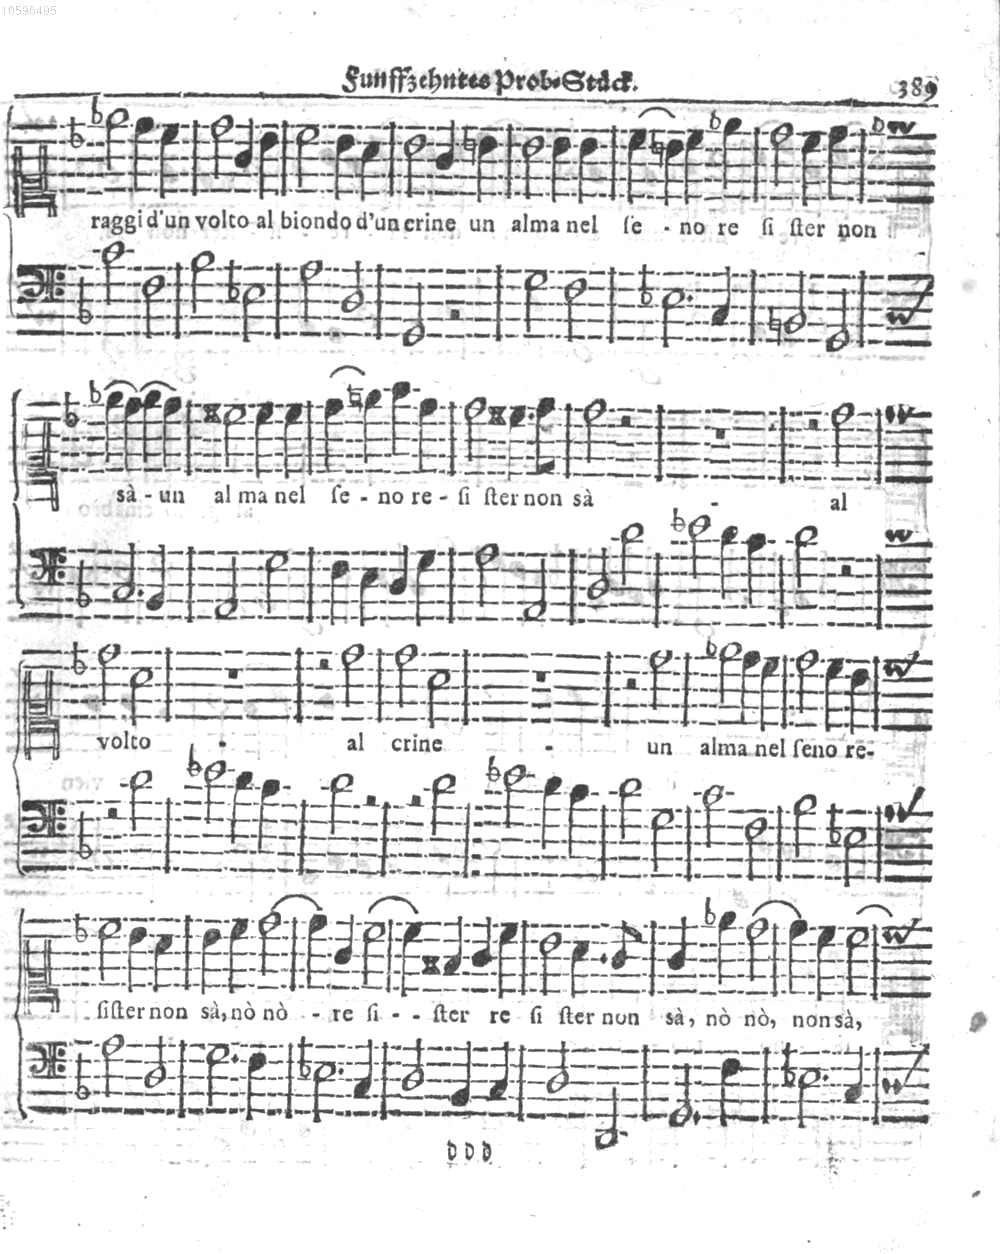 10598495
Funffzehntes Prob-Stück.
389
raggi d'un volto al biondo d'un crine un alma nel ſe - no re ſi ſter non
sà - un al ma nel ſe - no re - ſi ſter non sà - al
volto - al crine - un alma nel ſeno re-
ſiſter non sà, nò nò - re ſi - - ſter re ſi ſter non sà, nò nò, non sà,
D D D